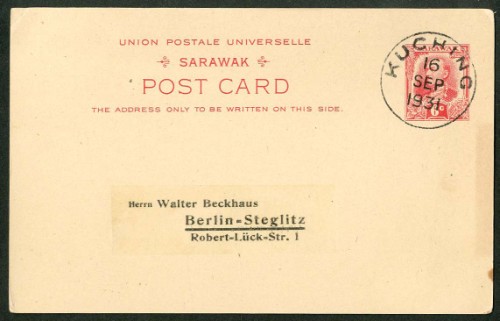 UNION POSTALE UNIVERSELLE
SARAWAK
POST CARD
THE ADDRESS ONLY TO BE WRITTEN ON THIS SIDE.
KUCHING
16
SEP
1931
Herrn Walter Beckhaus
Berlin-Steglitz
Robert-Lück-Str. 1